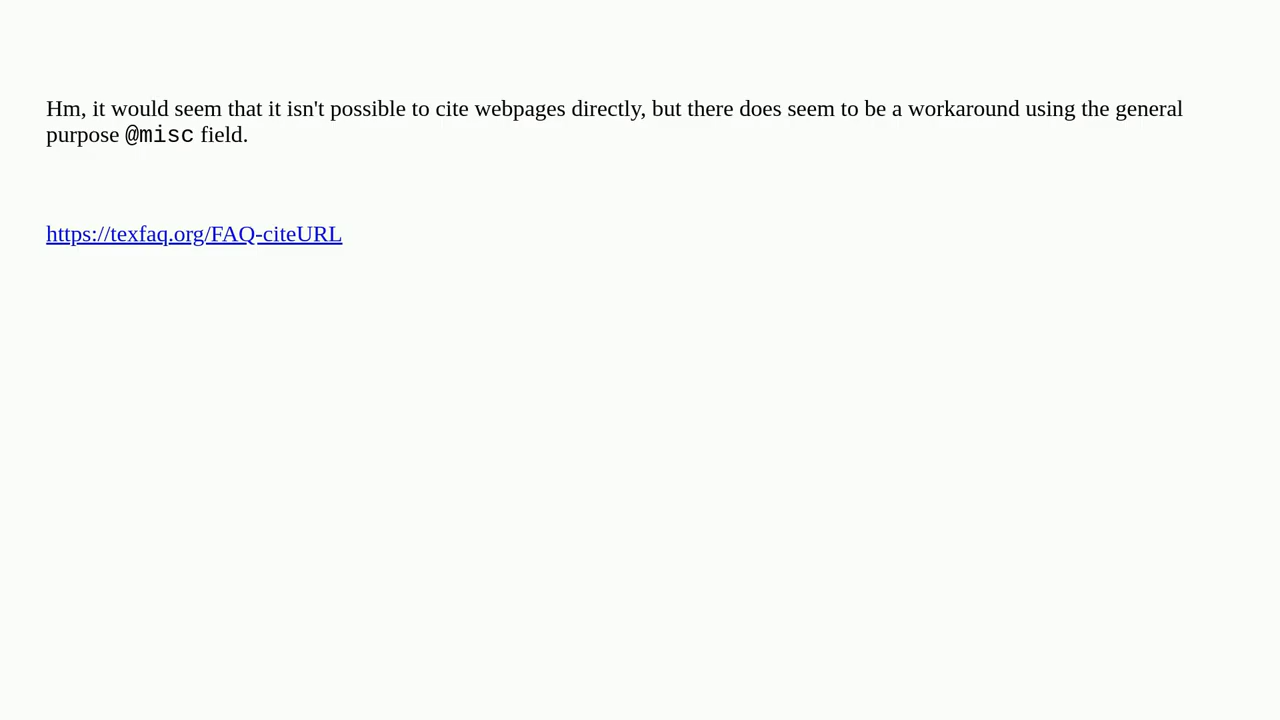 Hm, it would seem that it isn't possible to cite webpages directly, but there does seem to be a workaround using the general
purpose @misc field.
https://texfaq.org/FAQ-citeURL